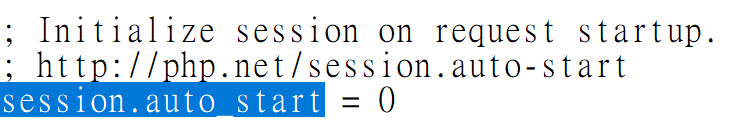 ; Initialize session on request startup.
; http://php.net/session.auto-start
session.auto_start = 0